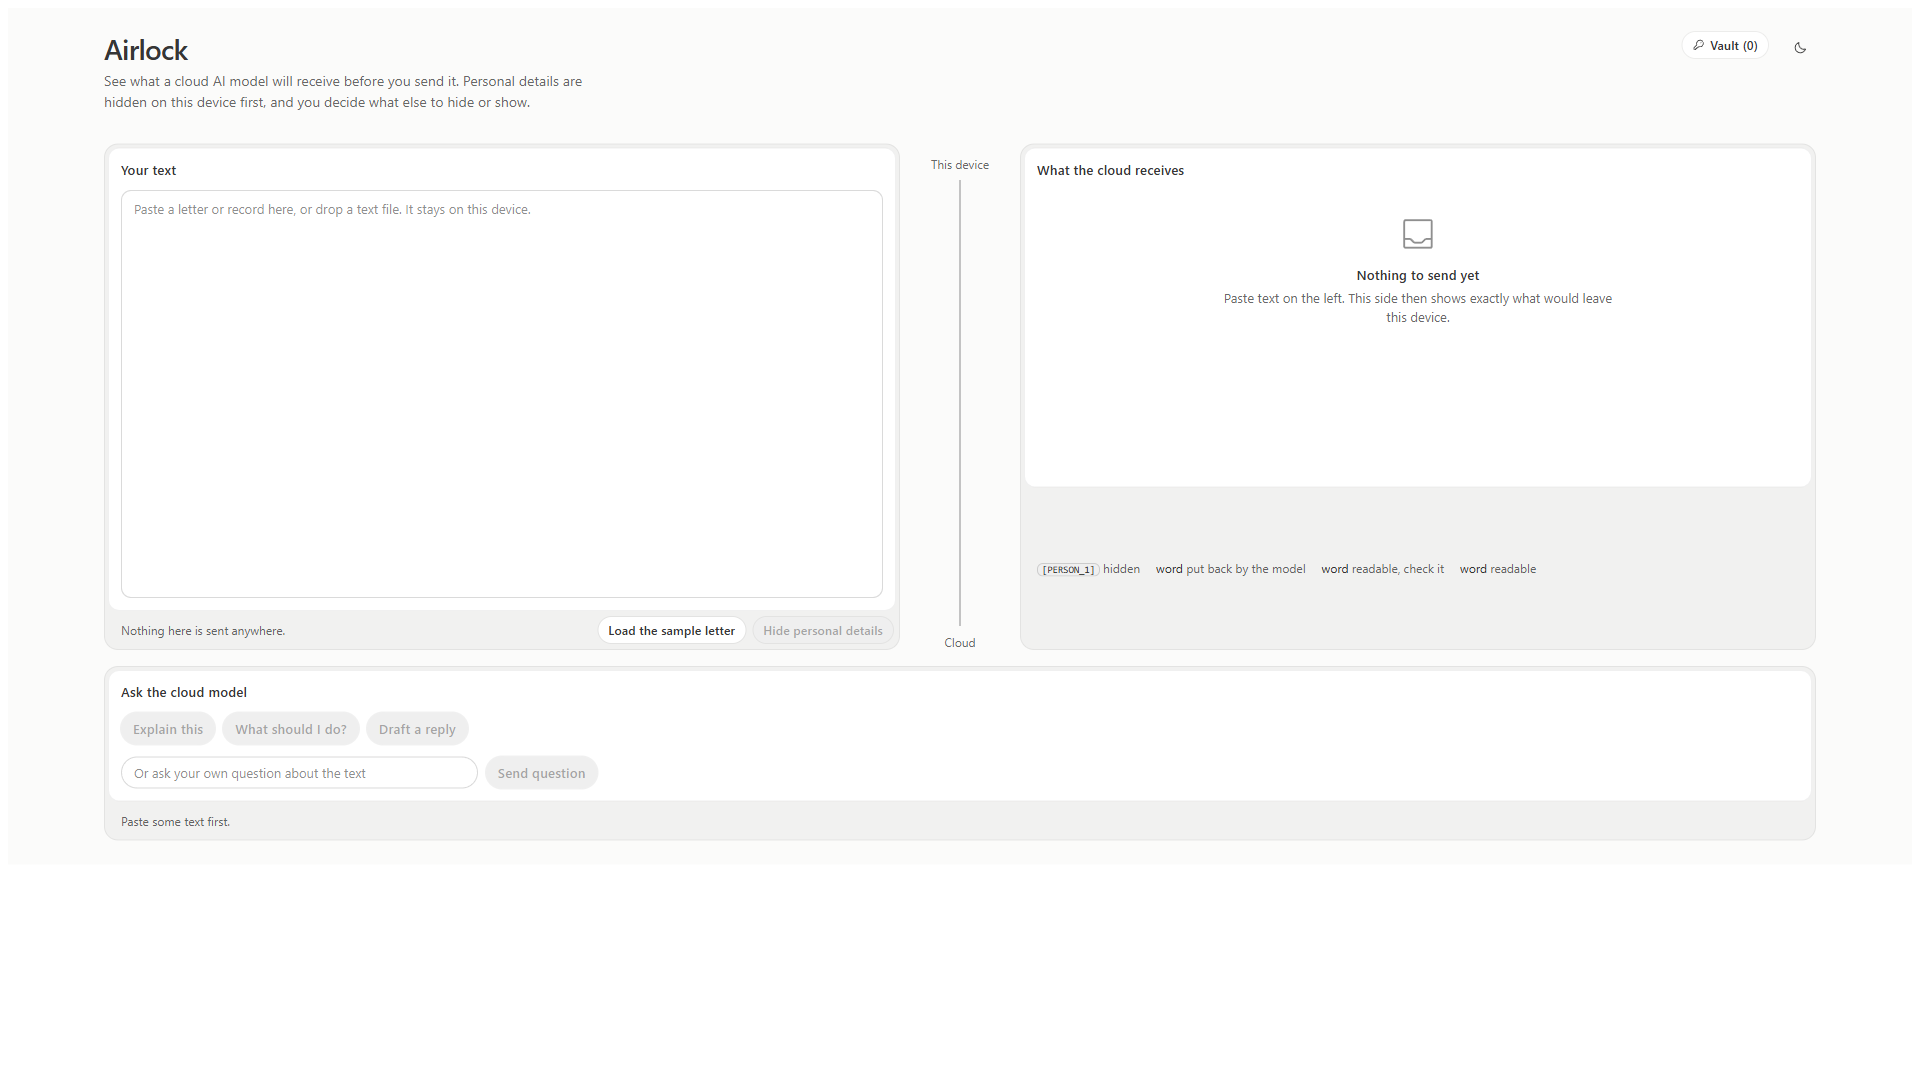 Airlock
Vault (0)
See what a cloud AI model will receive before you send it. Personal details are
hidden on this device first, and you decide what else to hide or show.
Your text
Paste a letter or record here, or drop a text file. It stays on this device.
Nothing here is sent anywhere.
Load the sample letter
Hide personal details
This device
Cloud
What the cloud receives
Nothing to send yet
Paste text on the left. This side then shows exactly what would leave
this device.
[PERSON_1] hidden word put back by the model word readable, check it word readable
Ask the cloud model
Explain this
What should I do?
Draft a reply
Or ask your own question about the text
Send question
Paste some text first.